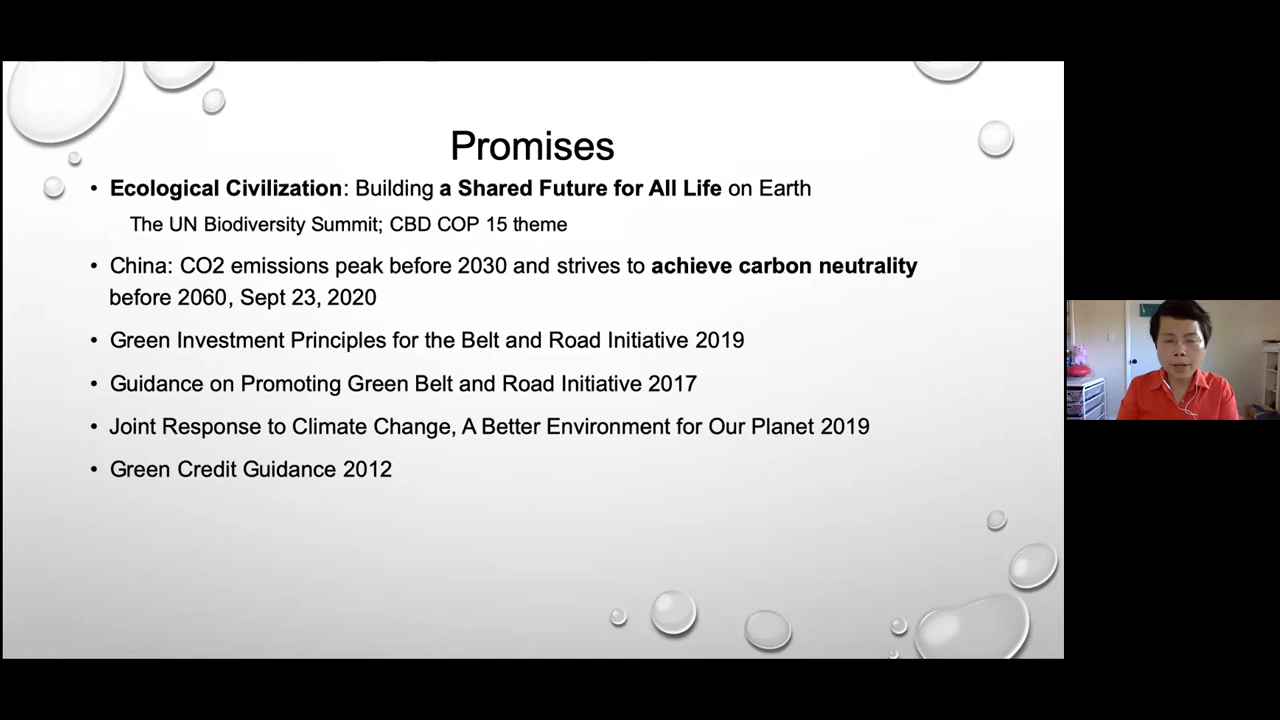 Promises
• Ecological Civilization: Building a Shared Future for All Life on Earth
The UN Biodiversity Summit; CBD COP 15 theme
• China: CO2 emissions peak before 2030 and strives to achieve carbon neutrality
before 2060, Sept 23, 2020
• Green Investment Principles for the Belt and Road Initiative 2019
• Guidance on Promoting Green Belt and Road Initiative 2017
• Joint Response to Climate Change, A Better Environment for Our Planet 2019
• Green Credit Guidance 2012